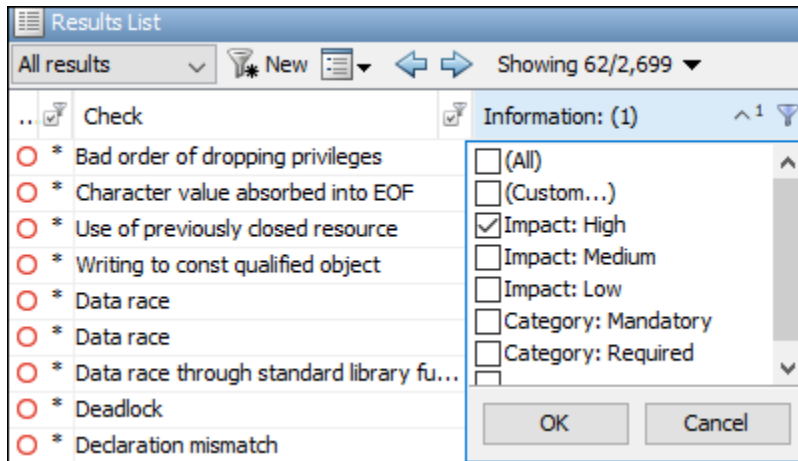 Results List
All results New Showing 62/2,699
... Check Information: (1) 1
* Bad order of dropping privileges
* Character value absorbed into EOF
* Use of previously closed resource
* Writing to const qualified object
* Data race
* Data race
* Data race through standard library fu...
* Deadlock
* Declaration mismatch
(All)
(Custom...)
Impact: High
Impact: Medium
Impact: Low
Category: Mandatory
Category: Required
OK Cancel